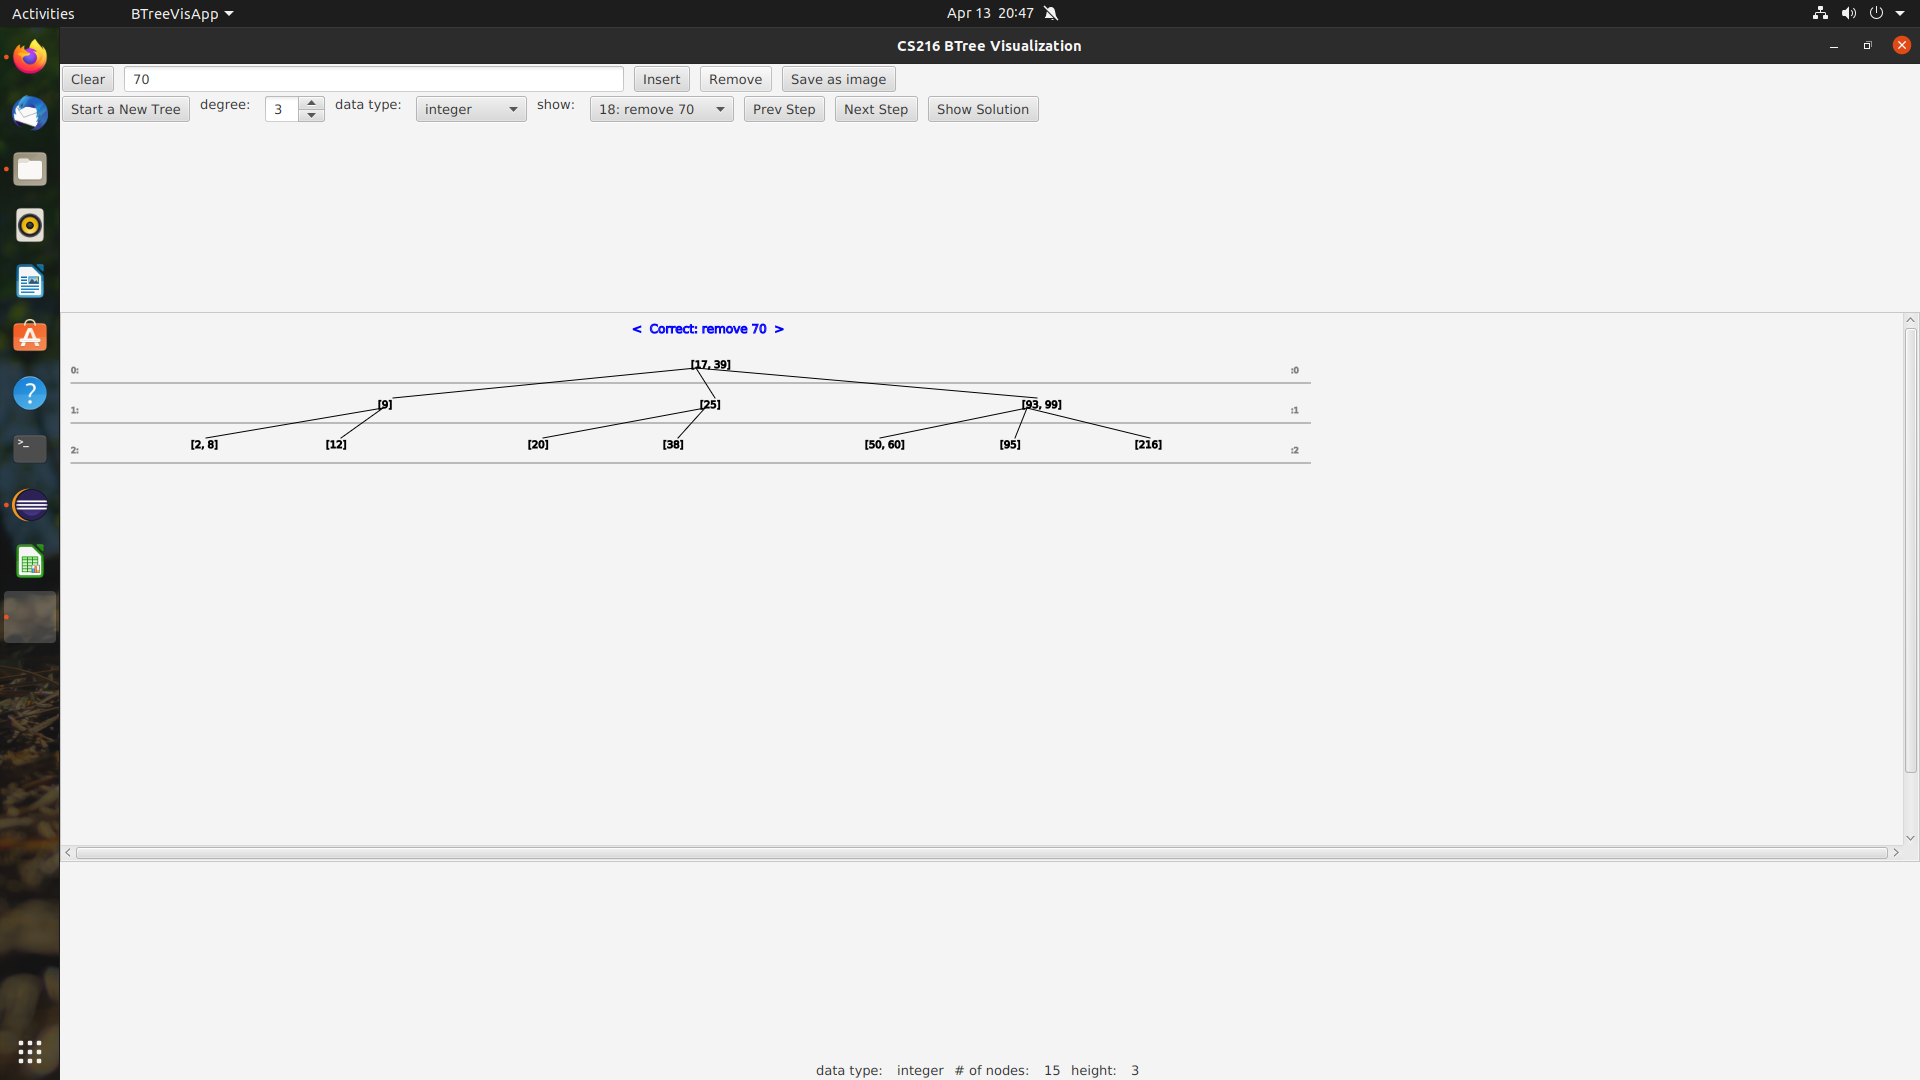 Activities BTreeVisApp Apr 13 20:47
CS216 BTree Visualization
Clear 70 Insert Remove Save as image
Start a New Tree degree: 3 data type: integer show: 18: remove 70 Prev Step Next Step Show Solution
< Correct: remove 70 >
0: [17, 39] :0
1: [9] [25] [93, 99] :1
2: [2, 8] [12] [20] [38] [50, 60] [95] [216] :2
data type: integer # of nodes: 15 height: 3